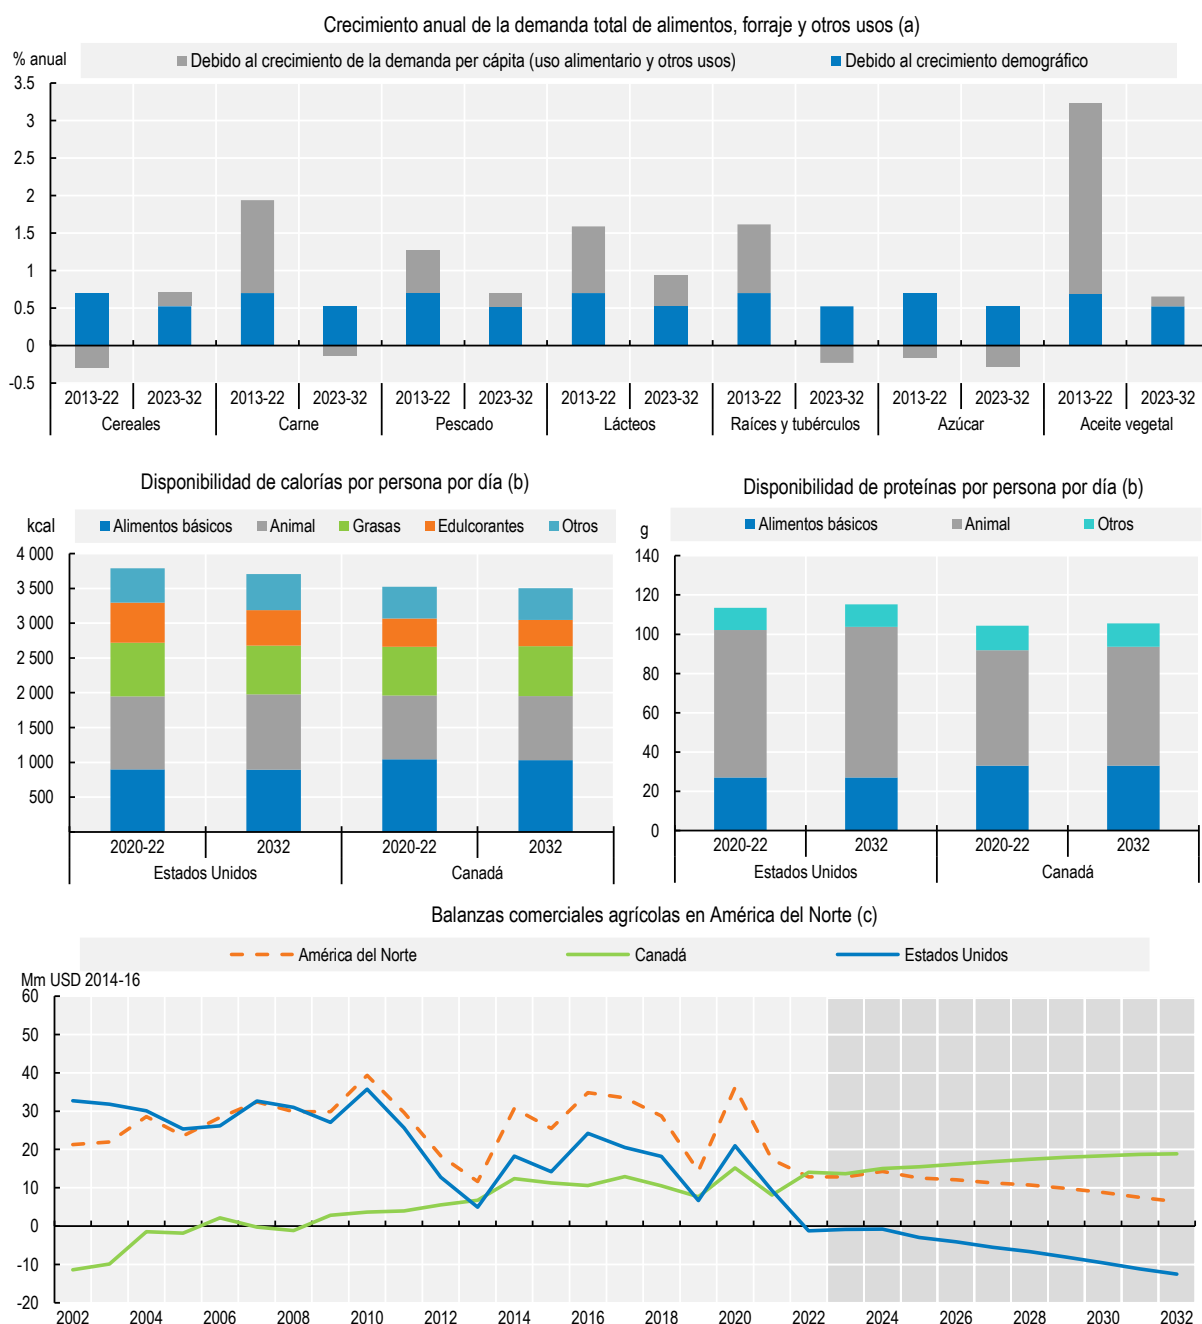 Crecimiento anual de la demanda total de alimentos, forraje y otros usos (a)
% anual
Debido al crecimiento de la demanda per cápita (uso alimentario y otros usos)
Debido al crecimiento demográfico
3.5
3
2.5
2
1.5
1
0.5
0
-0.5
2013-22 2023-32 2013-22 2023-32 2013-22 2023-32 2013-22 2023-32 2013-22 2023-32 2013-22 2023-32 2013-22 2023-32
Cereales Carne Pescado Lácteos Raíces y tubérculos Azúcar Aceite vegetal
Disponibilidad de calorías por persona por día (b)
kcal
Alimentos básicos Animal Grasas Edulcorantes Otros
4 000
3 500
3 000
2 500
2 000
1 500
1 000
500
2020-22 2032 2020-22 2032
Estados Unidos Canadá
Disponibilidad de proteínas por persona por día (b)
g
Alimentos básicos Animal Otros
140
120
100
80
60
40
20
0
2020-22 2032 2020-22 2032
Estados Unidos Canadá
Balanzas comerciales agrícolas en América del Norte (c)
América del Norte Canadá Estados Unidos
Mm USD 2014-16
60
50
40
30
20
10
0
-10
-20
2002 2004 2006 2008 2010 2012 2014 2016 2018 2020 2022 2024 2026 2028 2030 2032